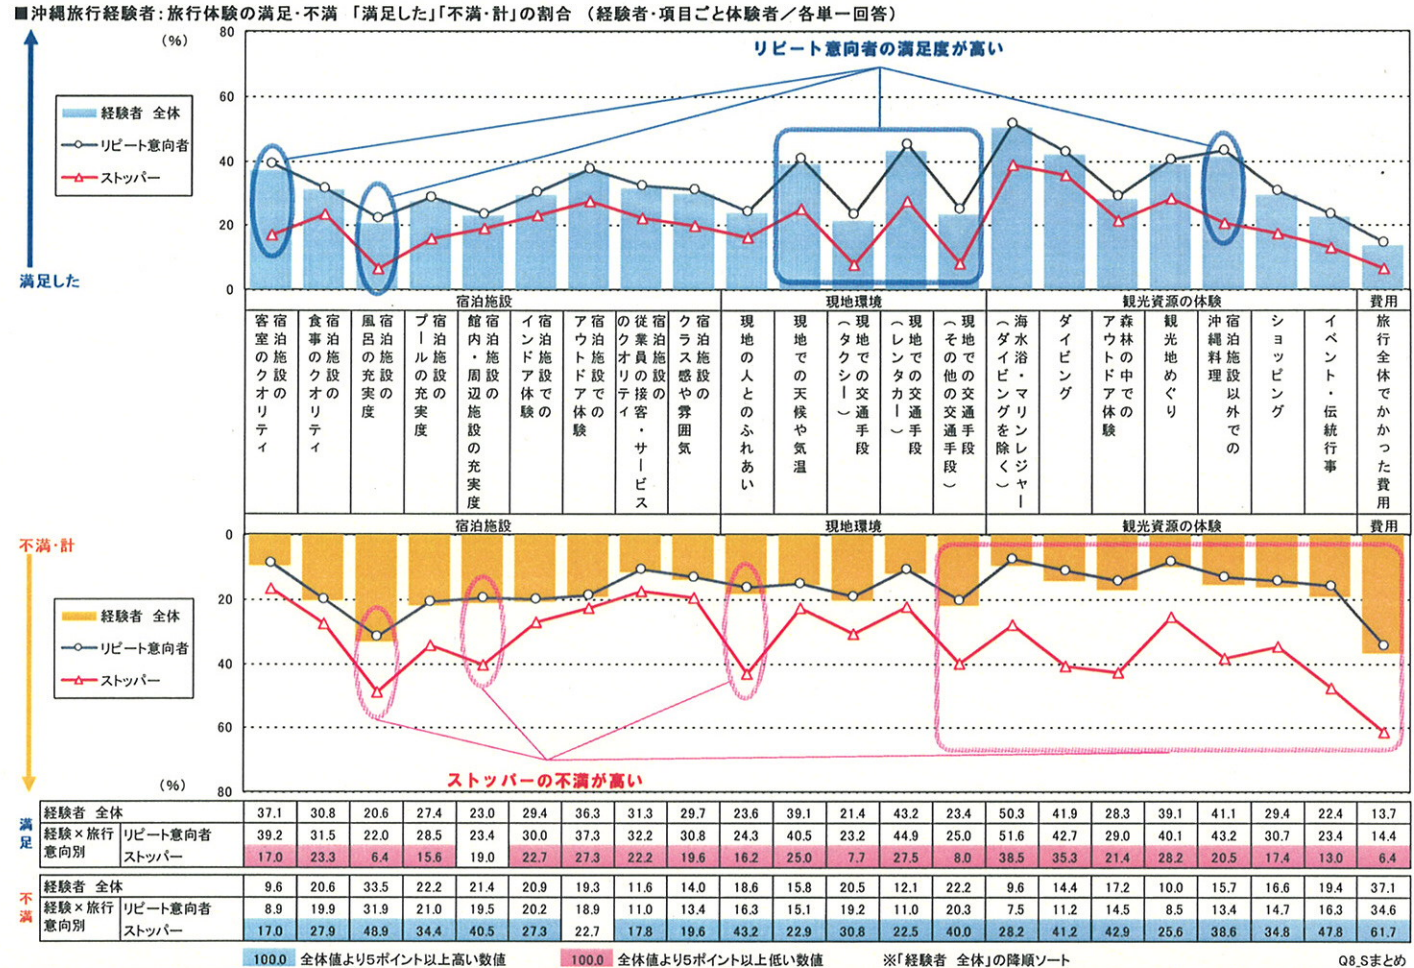 ■沖縄旅行経験者：旅行体験の満足・不満 「満足した」「不満・計」の割合 （経験者・項目ごと体験者／各単一回答）
(%)
80
60
40
20
0
リピート意向者の満足度が高い
経験者 全体
リピート意向者
ストッパー
満足した
宿泊施設 現地環境 観光資源の体験 費用
宿泊施設の客室のクオリティ
宿泊施設の食事のクオリティ
宿泊施設の風呂の充実度
宿泊施設のプールの充実度
宿泊施設の館内・周辺施設の充実度
宿泊施設でのインドア体験
宿泊施設でのアウトドア体験
宿泊施設の従業員の接客・サービスのクオリティ
宿泊施設のクラス感や雰囲気
現地の人とのふれあい
現地での天候や気温
現地での交通手段（タクシー）
現地での交通手段（レンタカー）
現地での交通手段（その他の交通手段）
海水浴・マリンレジャー（ダイビングを除く）
ダイビング
森林の中でのアウトドア体験
観光地めぐり
宿泊施設以外での沖縄料理
ショッピング
イベント・伝統行事
旅行全体でかかった費用
宿泊施設 現地環境 観光資源の体験 費用
不満・計
0
20
40
60
80
(%)
経験者 全体
リピート意向者
ストッパー
ストッパーの不満が高い
満足
経験者 全体 37.1 30.8 20.6 27.4 23.0 29.4 36.3 31.3 29.7 23.6 39.1 21.4 43.2 23.4 50.3 41.9 28.3 39.1 41.1 29.4 22.4 13.7
経験×旅行意向別 リピート意向者 39.2 31.5 22.0 28.5 23.4 30.0 37.3 32.2 30.8 24.3 40.5 23.2 44.9 25.0 51.6 42.7 29.0 40.1 43.2 30.7 23.4 14.4
ストッパー 17.0 23.3 6.4 15.6 19.0 22.7 27.3 22.2 19.6 16.2 25.0 7.7 27.5 8.0 38.5 35.3 21.4 28.2 20.5 17.4 13.0 6.4
不満
経験者 全体 9.6 20.6 33.5 22.2 21.4 20.9 19.3 11.6 14.0 18.6 15.8 20.5 12.1 22.2 9.6 14.4 17.2 10.0 15.7 16.6 19.4 37.1
経験×旅行意向別 リピート意向者 8.9 19.9 31.9 21.0 19.5 20.2 18.9 11.0 13.4 16.3 15.1 19.2 11.0 20.3 7.5 11.2 14.5 8.5 13.4 14.7 16.3 34.6
ストッパー 17.0 27.9 48.9 34.4 40.5 27.3 22.7 17.8 19.6 43.2 22.9 30.8 22.5 40.0 28.2 41.2 42.9 25.6 38.6 34.8 47.8 61.7
100.0 全体値より5ポイント以上高い数値 100.0 全体値より5ポイント以上低い数値 ※「経験者 全体」の降順ソート Q8_Sまとめ